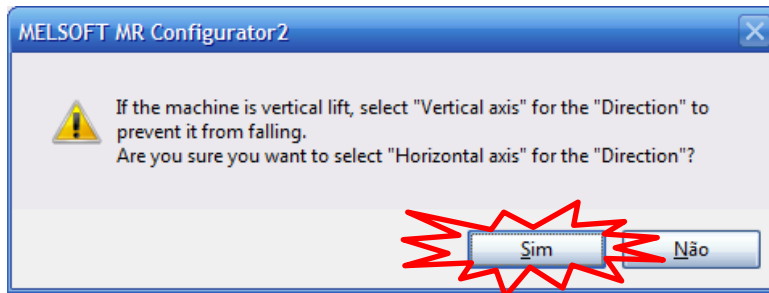 MELSOFT MR Configurator2
If the machine is vertical lift, select "Vertical axis" for the "Direction" to
prevent it from falling.
Are you sure you want to select "Horizontal axis" for the "Direction"?
Sim
Não